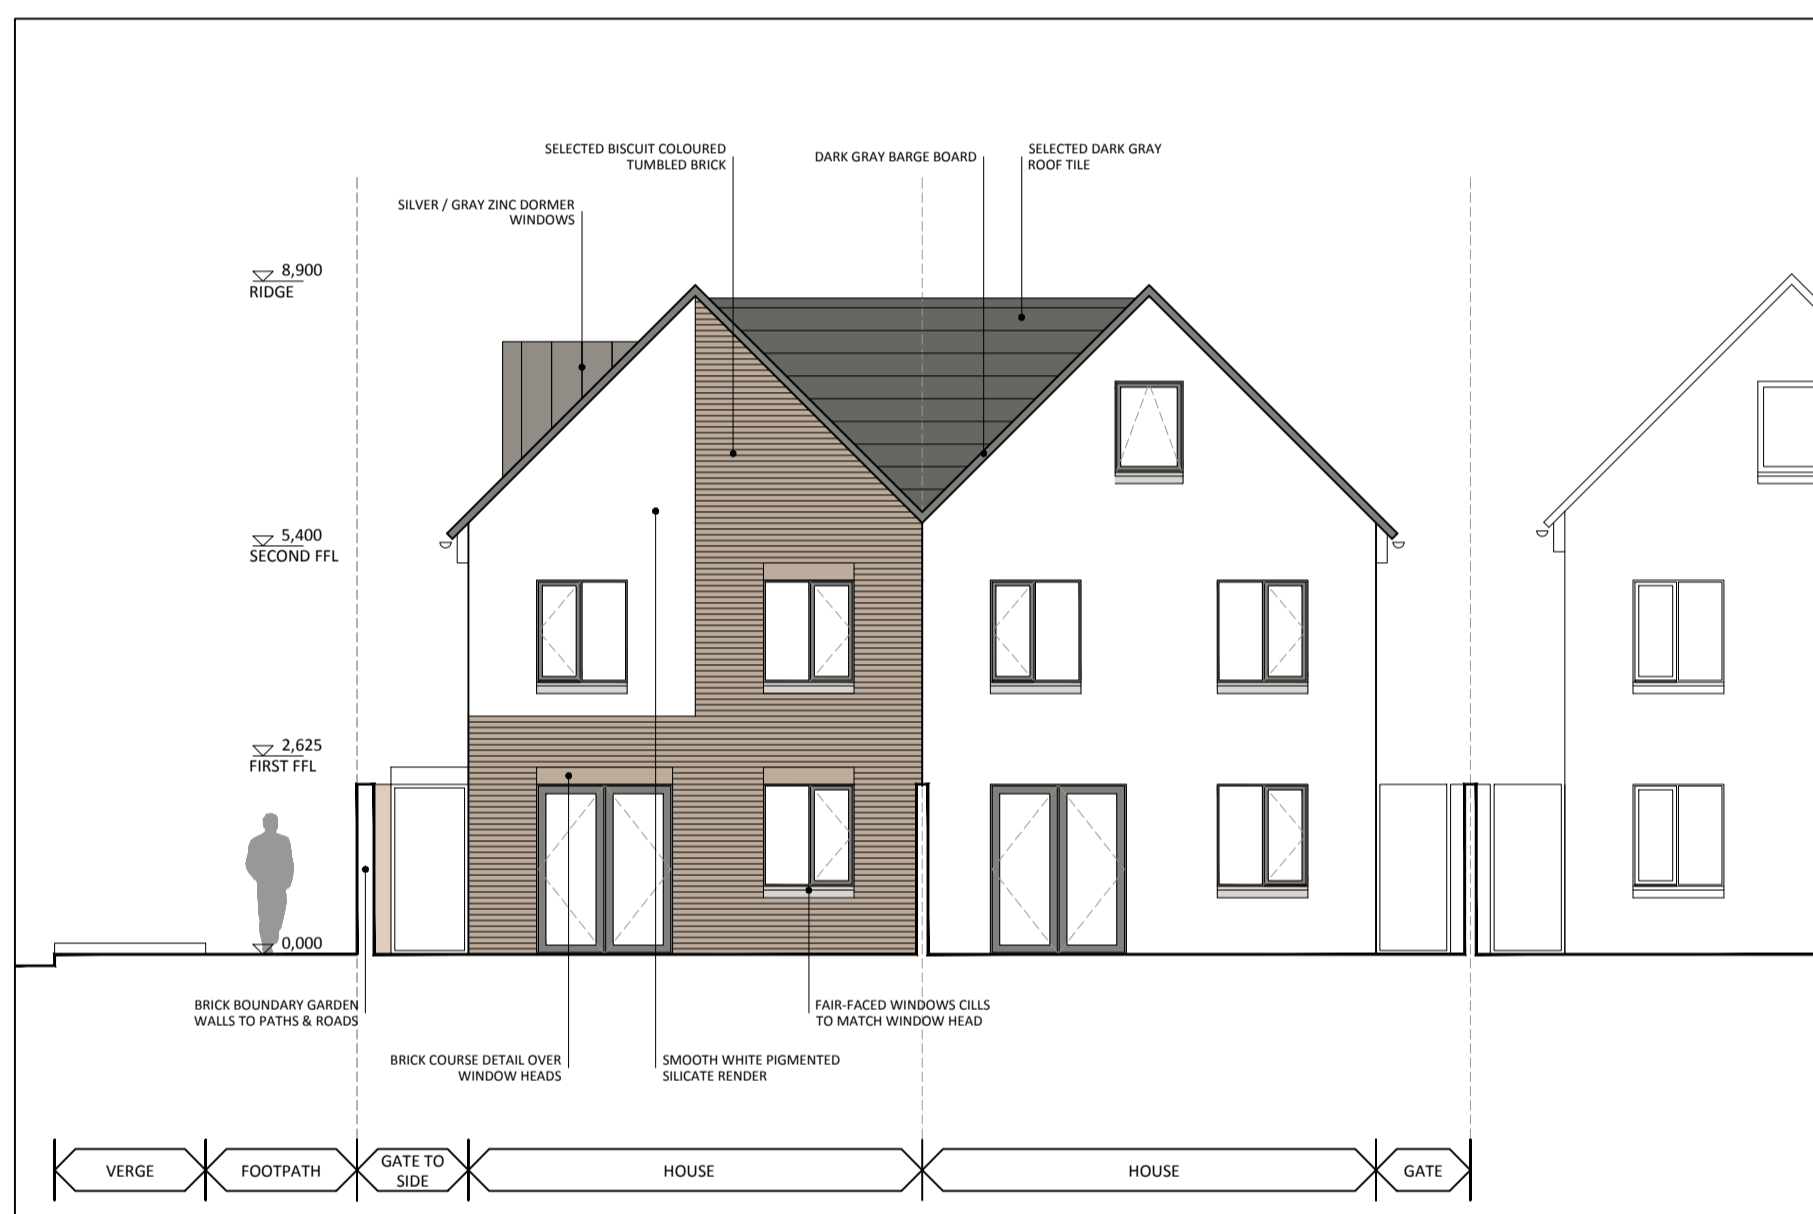 SELECTED BISCUIT COLOURED
TUMBLED BRICK
DARK GRAY BARGE BOARD
SELECTED DARK GRAY
ROOF TILE
SILVER / GRAY ZINC DORMER
WINDOWS
8,900
RIDGE
5,400
SECOND FFL
2,625
FIRST FFL
0,000
BRICK BOUNDARY GARDEN
WALLS TO PATHS & ROADS
FAIR-FACED WINDOWS CILLS
TO MATCH WINDOW HEAD
BRICK COURSE DETAIL OVER
WINDOW HEADS
SMOOTH WHITE PIGMENTED
SILICATE RENDER
VERGE
FOOTPATH
GATE TO
SIDE
HOUSE
HOUSE
GATE